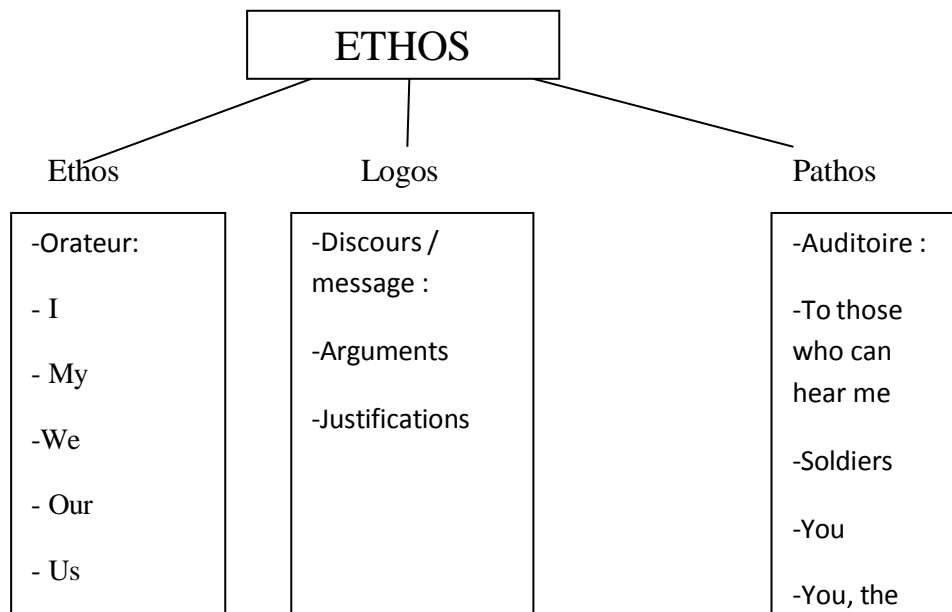 ETHOS
Ethos
Logos
Pathos
-Orateur:
- I
- My
-We
- Our
- Us
-Discours /
message :
-Arguments
-Justifications
-Auditoire :
-To those
who can
hear me
-Soldiers
-You
-You, the